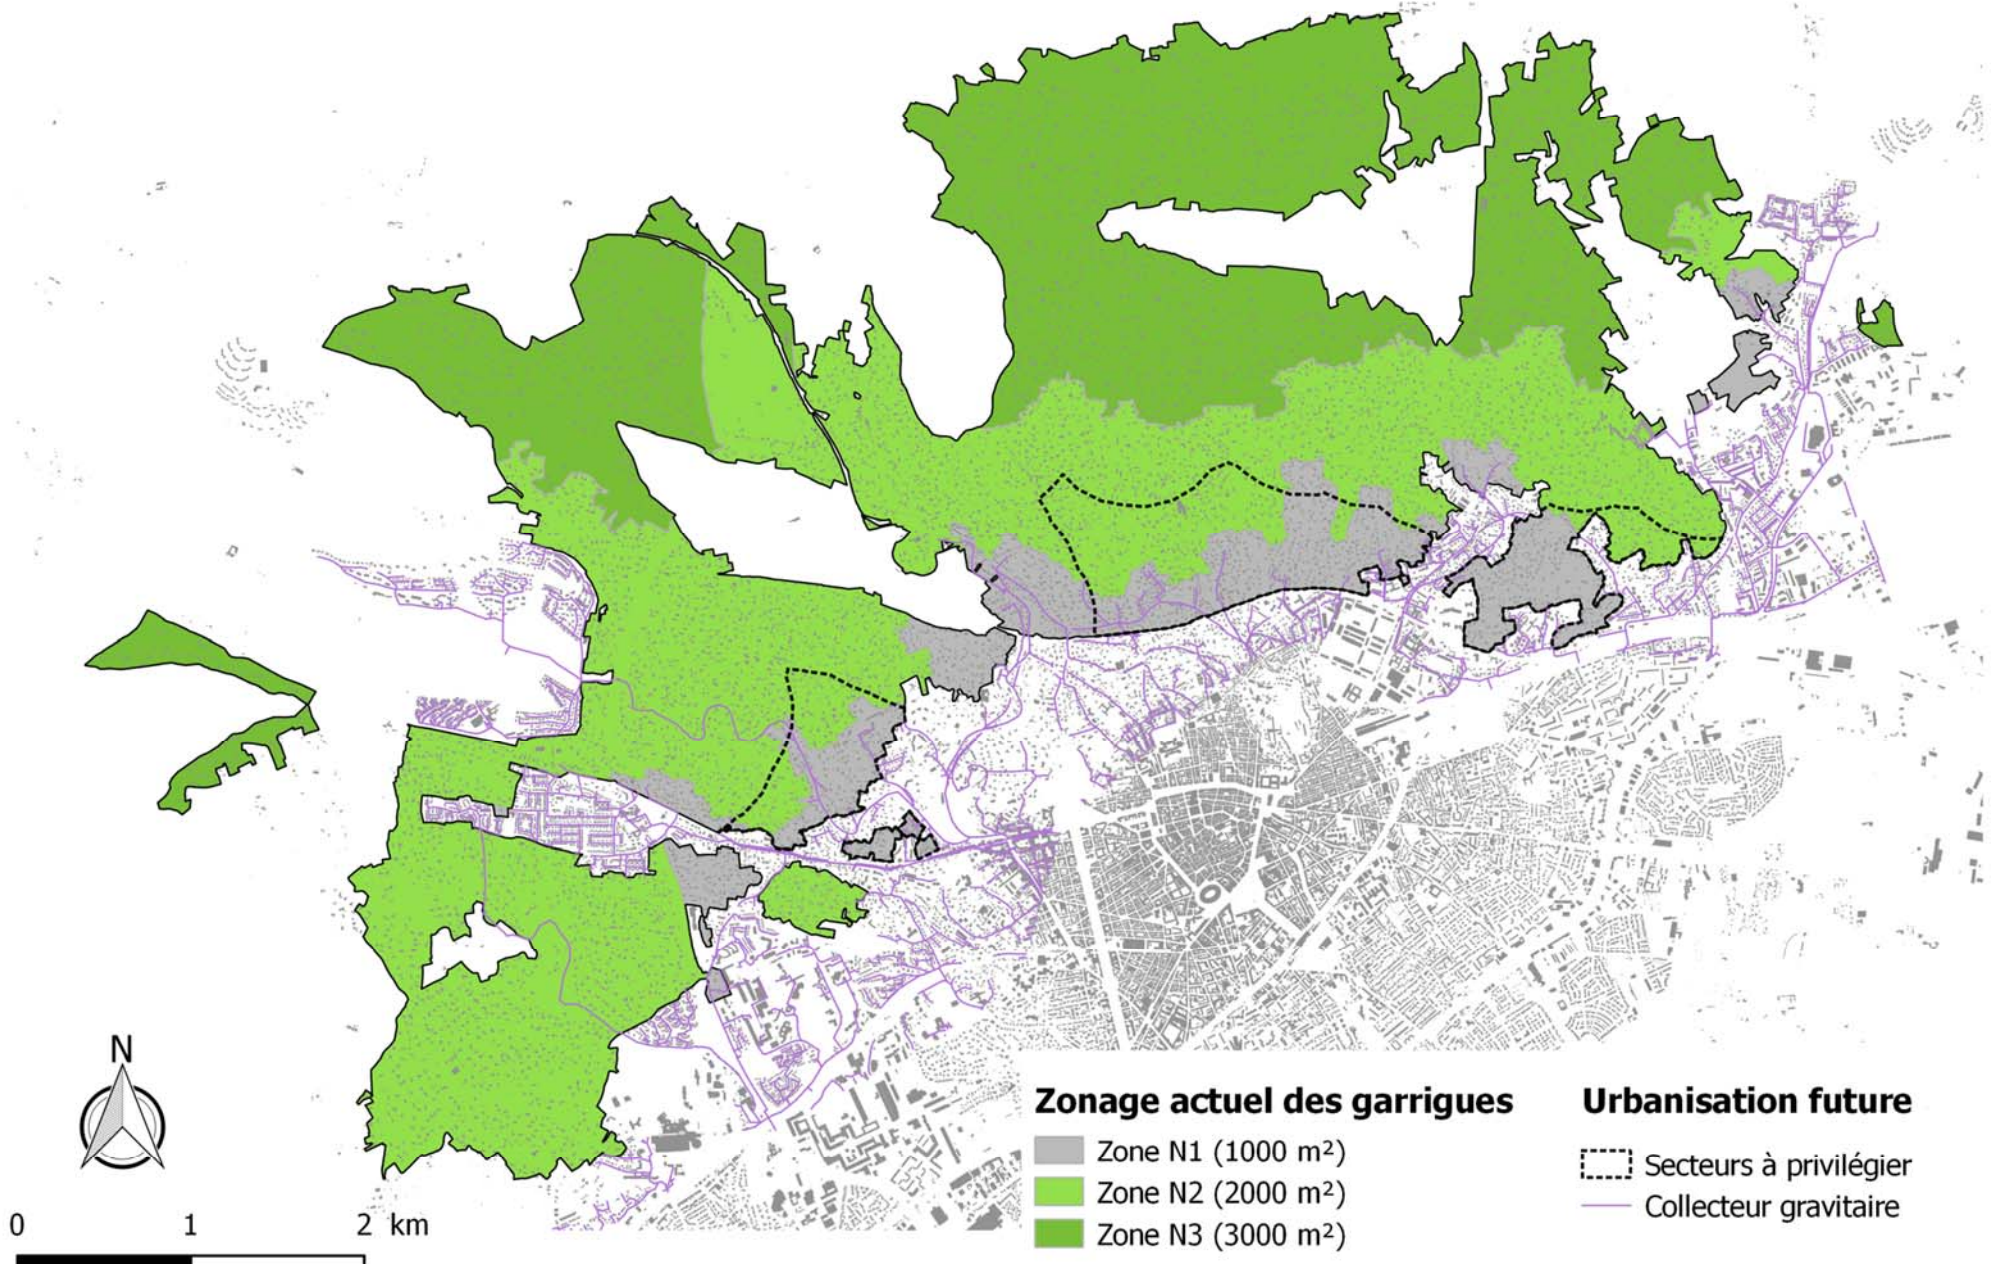 N
0 1 2 km
Zonage actuel des garrigues
Zone N1 (1000 m²)
Zone N2 (2000 m²)
Zone N3 (3000 m²)
Urbanisation future
Secteurs à privilégier
Collecteur gravitaire